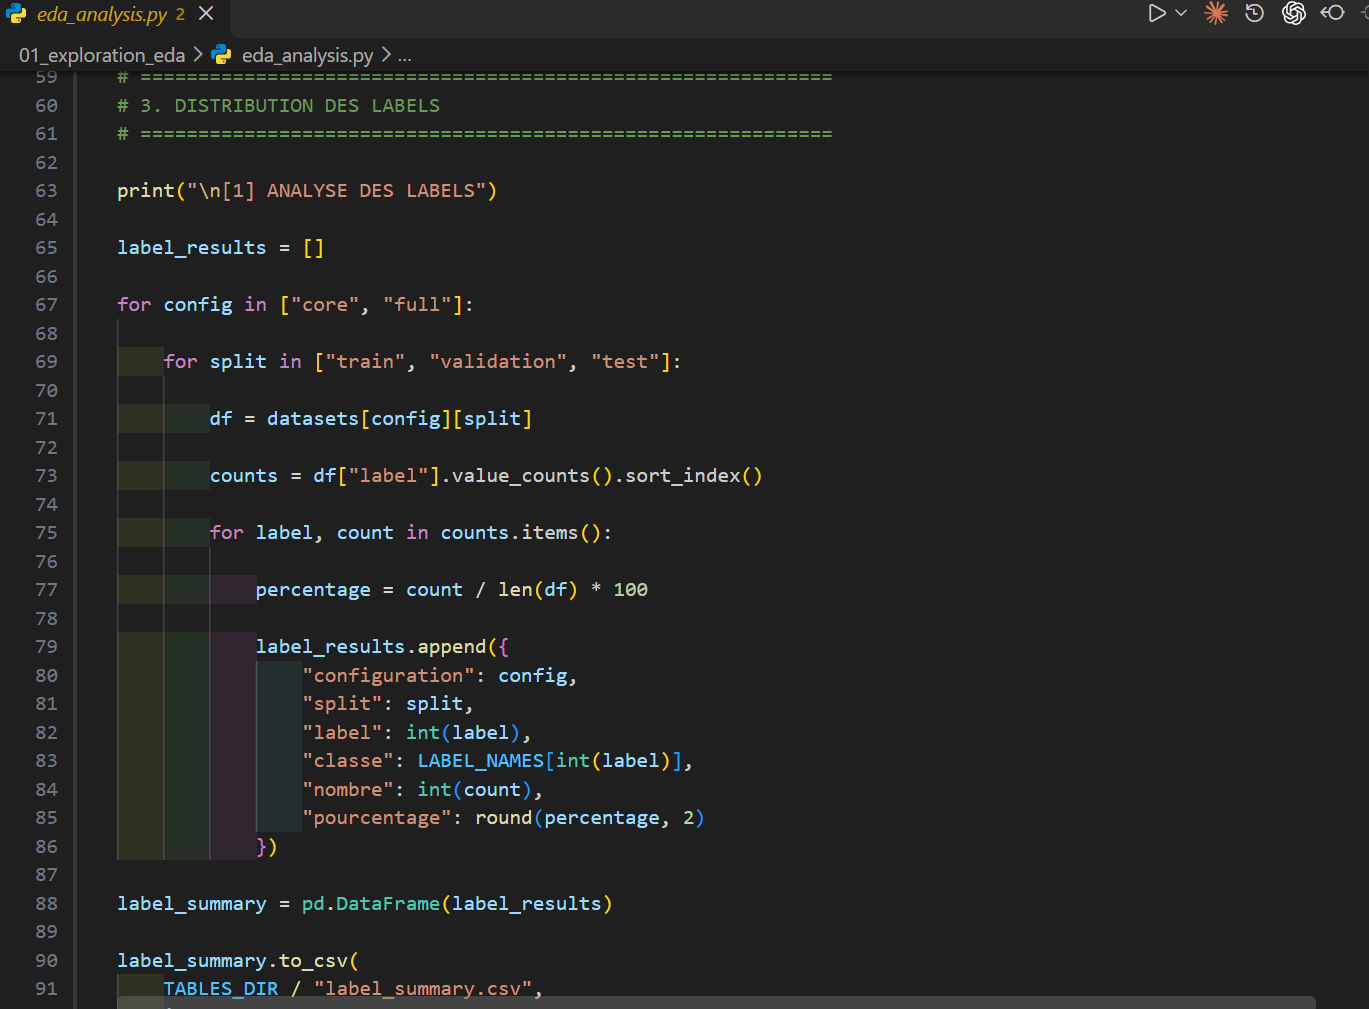 eda_analysis.py 2
01_exploration_eda > eda_analysis.py > ...
59 # ============================================================
60 # 3. DISTRIBUTION DES LABELS
61 # ============================================================
62
63 print("\n[1] ANALYSE DES LABELS")
64
65 label_results = []
66
67 for config in ["core", "full"]:
68
69     for split in ["train", "validation", "test"]:
70
71         df = datasets[config][split]
72
73         counts = df["label"].value_counts().sort_index()
74
75         for label, count in counts.items():
76
77             percentage = count / len(df) * 100
78
79             label_results.append({
80                 "configuration": config,
81                 "split": split,
82                 "label": int(label),
83                 "classe": LABEL_NAMES[int(label)],
84                 "nombre": int(count),
85                 "pourcentage": round(percentage, 2)
86             })
87
88 label_summary = pd.DataFrame(label_results)
89
90 label_summary.to_csv(
91     TABLES_DIR / "label_summary.csv",